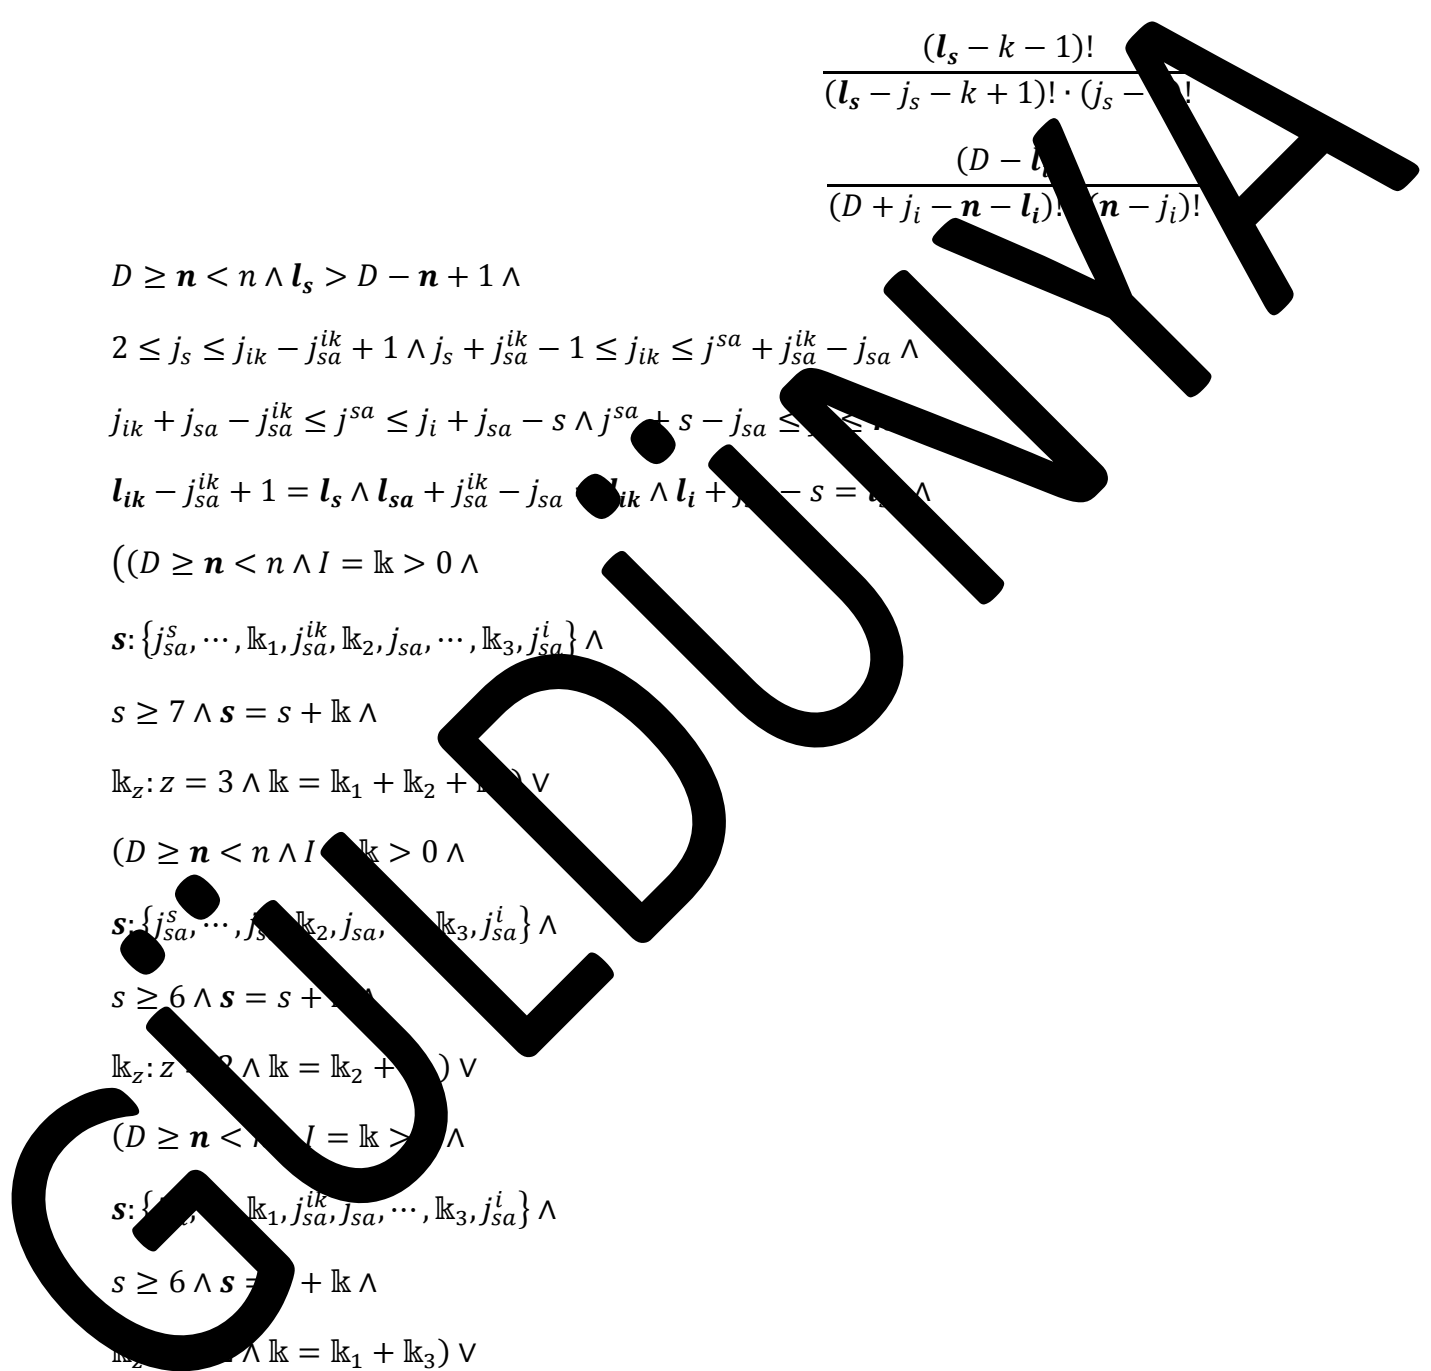 (l_s − k − 1)!
(l_s − j_s − k + 1)! · (j_s − )!
(D − l
(D + j_i − n − l_i)! (n − j_i)!
D ≥ n < n ∧ l_s > D − n + 1 ∧
2 ≤ j_s ≤ j_ik − j_sa^ik + 1 ∧ j_s + j_sa^ik − 1 ≤ j_ik ≤ j^sa + j_sa^ik − j_sa ∧
j_ik + j_sa − j_sa^ik ≤ j^sa ≤ j_i + j_sa − s ∧ j^sa + s − j_sa ≤ ≤
l_ik − j_sa^ik + 1 = l_s ∧ l_sa + j_sa^ik − j_sa l_ik ∧ l_i + − s = ∧
((D ≥ n < n ∧ I = 𝕜 > 0 ∧
s: {j_sa^s, ⋯, 𝕜_1, j_sa^ik, 𝕜_2, j_sa, ⋯, 𝕜_3, j_sa^i} ∧
s ≥ 7 ∧ s = s + 𝕜 ∧
𝕜_z: z = 3 ∧ 𝕜 = 𝕜_1 + 𝕜_2 + ) ∨
(D ≥ n < n ∧ I 𝕜 > 0 ∧
s: {j_sa^s, ⋯, 𝕜_2, j_sa, 𝕜_3, j_sa^i} ∧
s ≥ 6 ∧ s = s + ∧
𝕜_z: z ∧ 𝕜 = 𝕜_2 + ) ∨
(D ≥ n < I = 𝕜 > ∧
s: { 𝕜_1, j_sa^ik, j_sa, ⋯, 𝕜_3, j_sa^i} ∧
s ≥ 6 ∧ s = + 𝕜 ∧
∧ 𝕜 = 𝕜_1 + 𝕜_3) ∨
GÜLDÜNYA